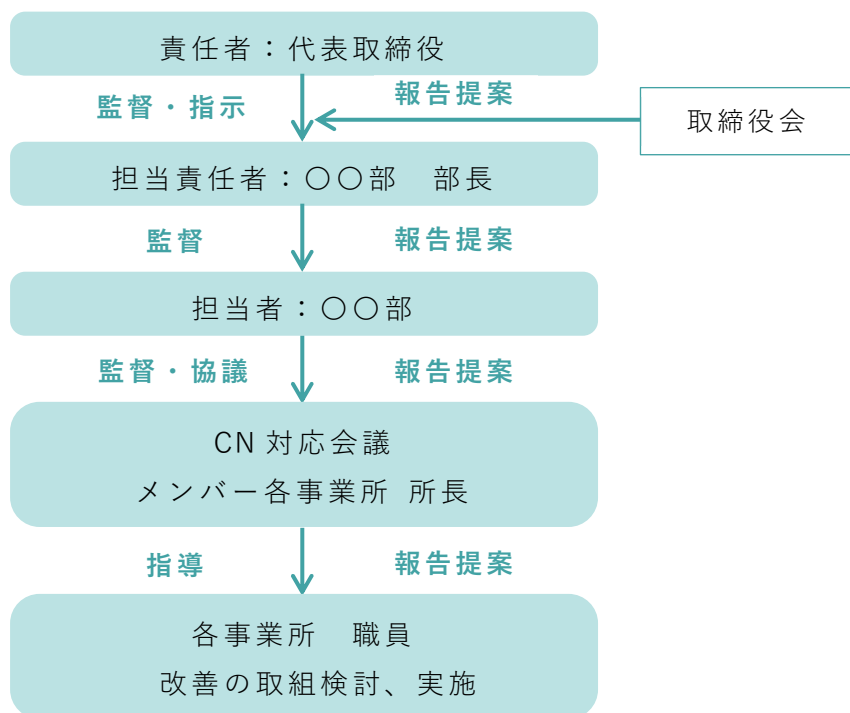 責任者：代表取締役
監督・指示
報告提案
取締役会
担当責任者：〇〇部　部長
監督
報告提案
担当者：〇〇部
監督・協議
報告提案
CN 対応会議
メンバー各事業所 所長
指導
報告提案
各事業所　職員
改善の取組検討、実施